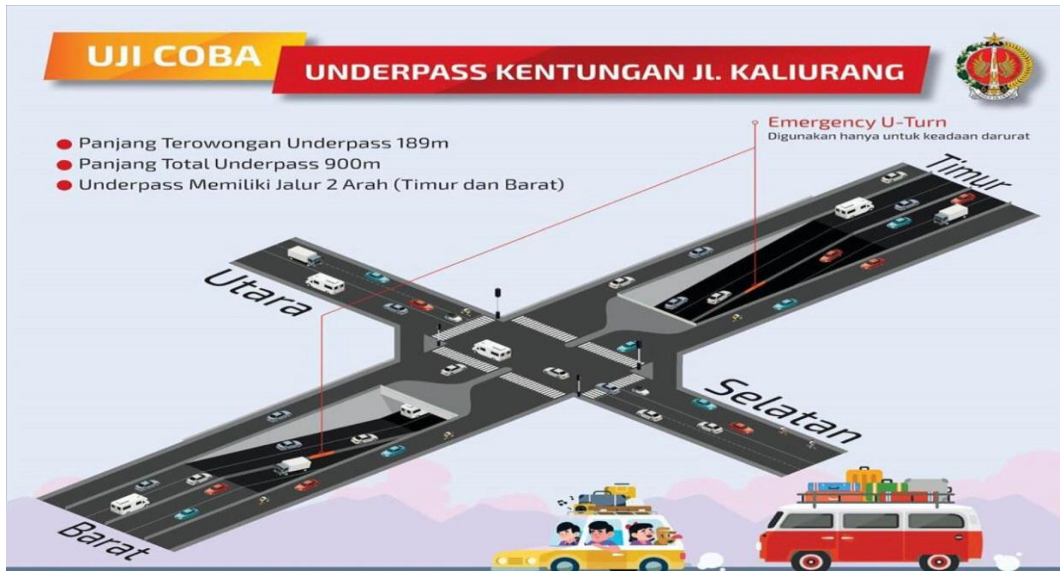 UJI COBA
UNDERPASS KENTUNGAN Jl. KALIURANG
Emergency U-Turn
Digunakan hanya untuk keadaan darurat
Panjang Terowongan Underpass 189m
Panjang Total Underpass 900m
Underpass Memiliki Jalur 2 Arah (Timur dan Barat)
Timur
Utara
Selatan
Barat